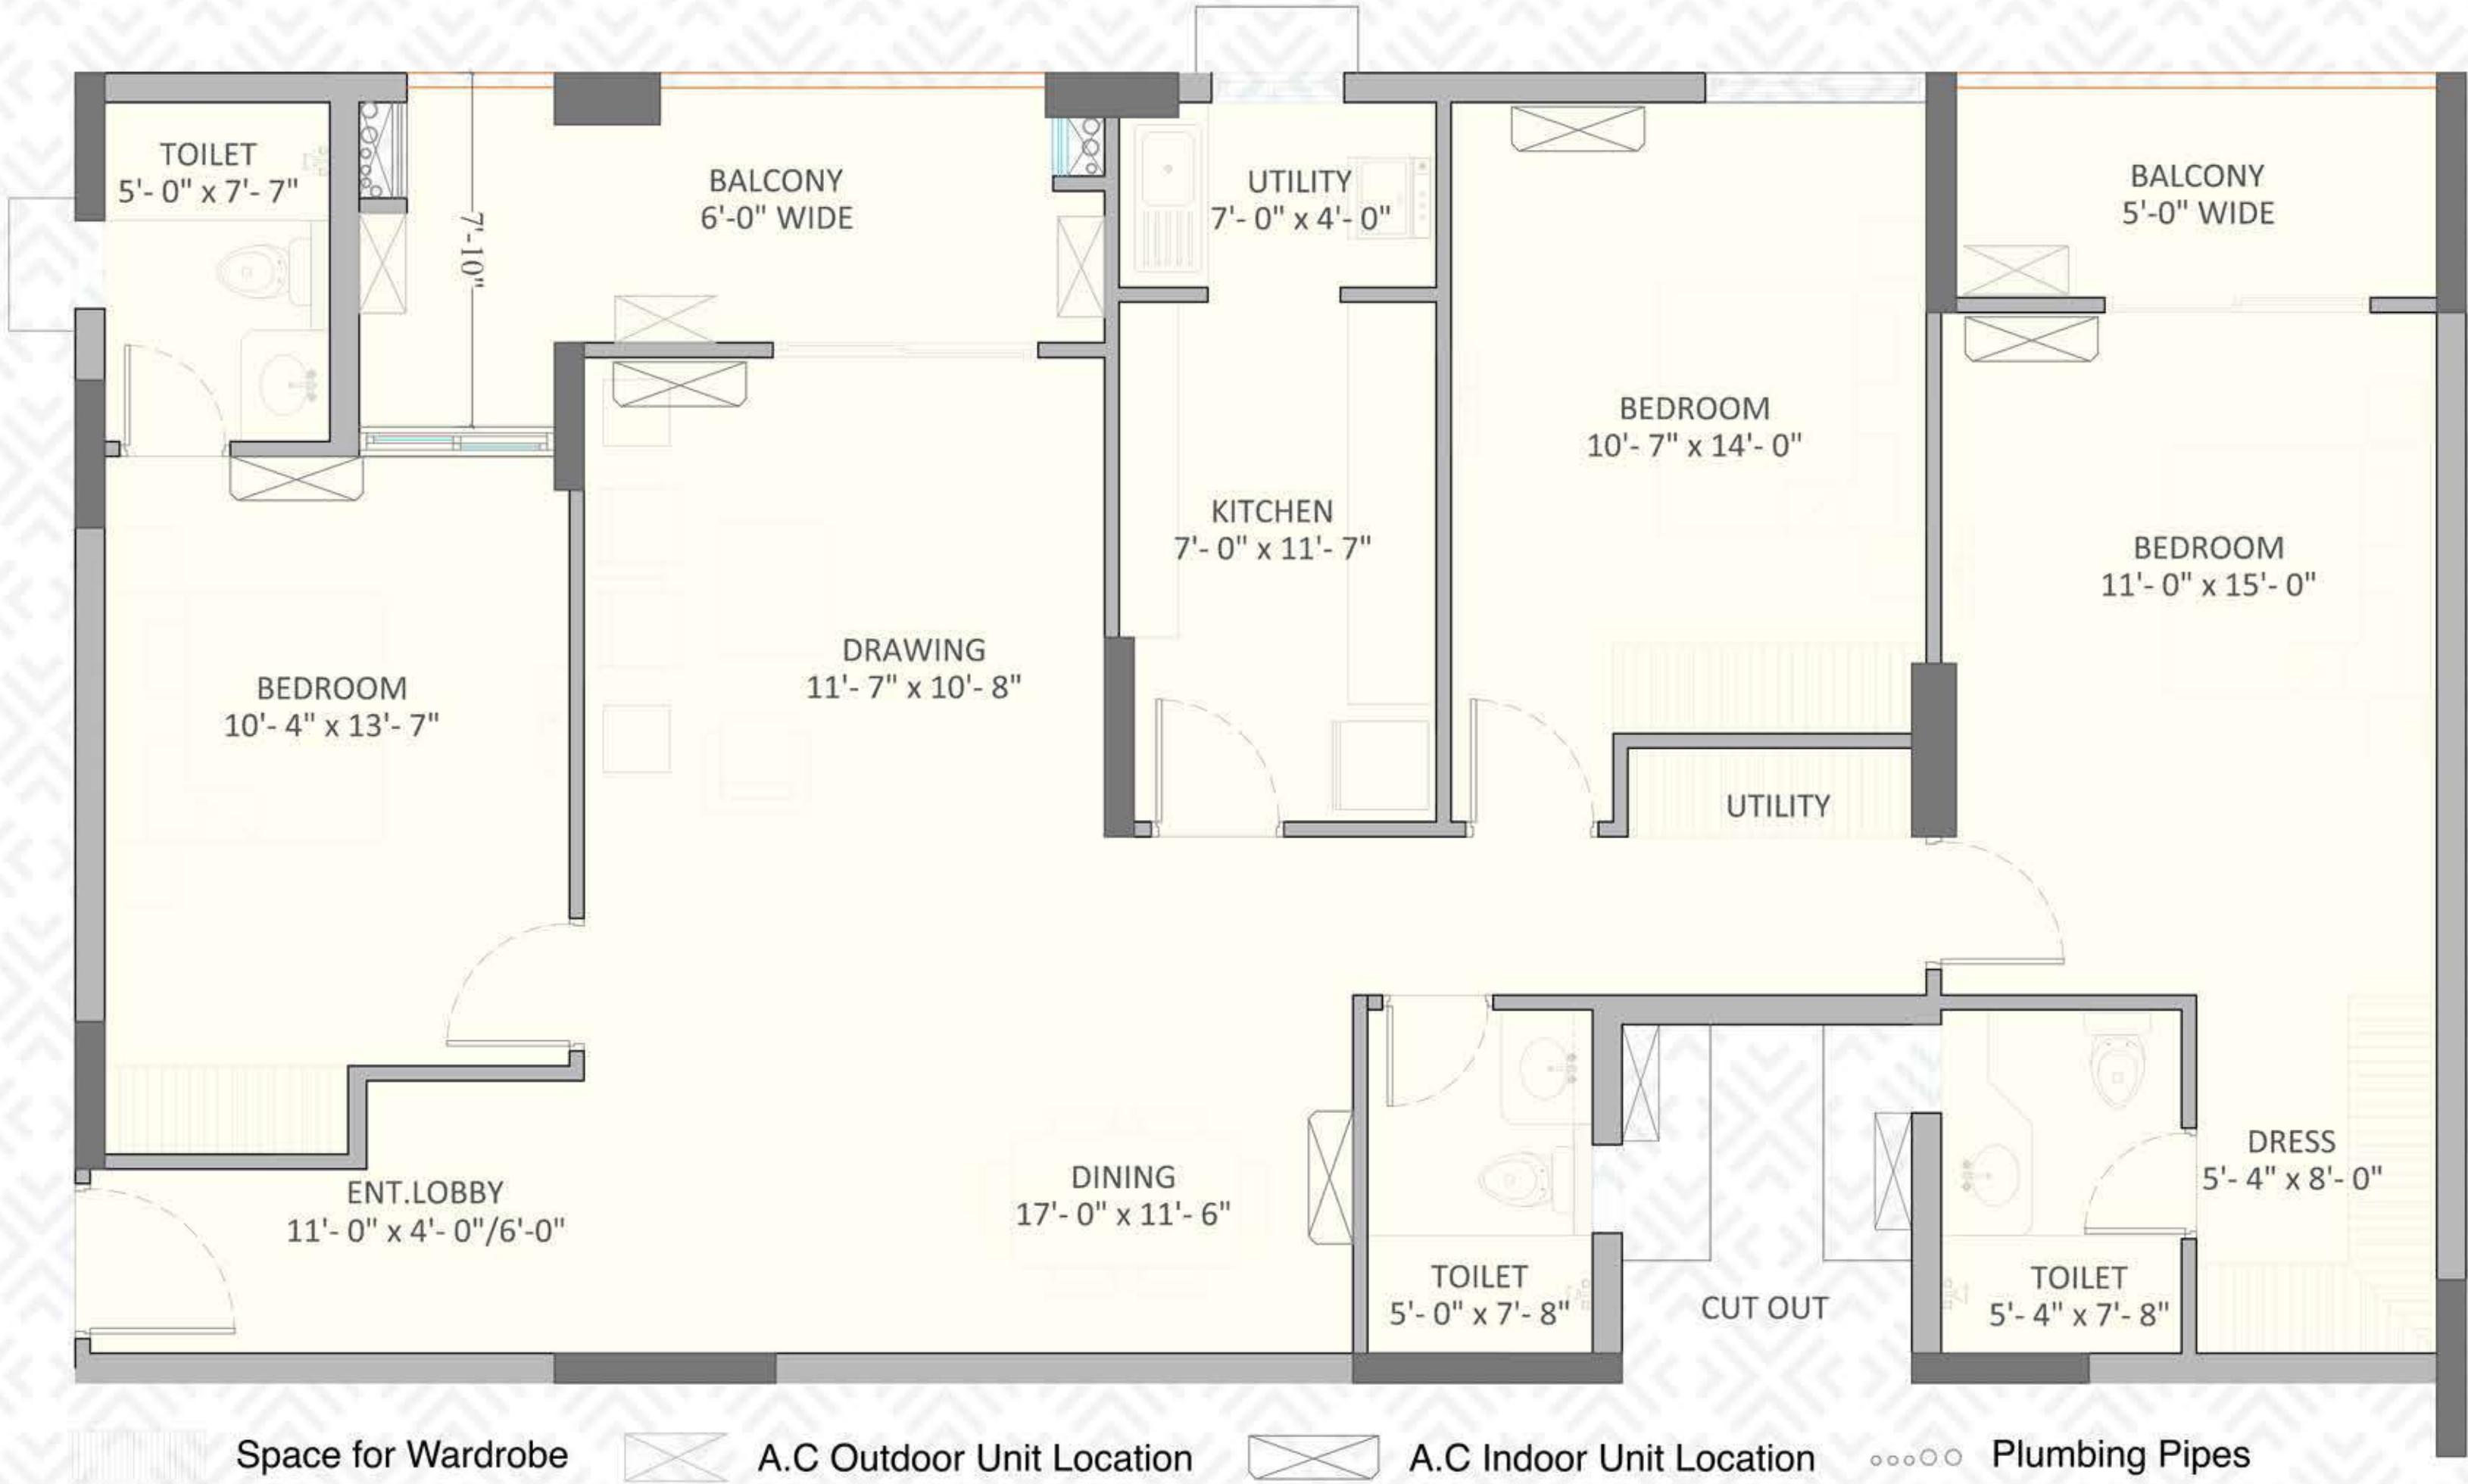 TOILET
5'- 0" x 7'- 7"
7'-10"
BALCONY
6'-0" WIDE
UTILITY
7'- 0" x 4'- 0"
BALCONY
5'-0" WIDE
BEDROOM
10'- 7" x 14'- 0"
KITCHEN
7'- 0" x 11'- 7"
BEDROOM
11'- 0" x 15'- 0"
DRAWING
11'- 7" x 10'- 8"
BEDROOM
10'- 4" x 13'- 7"
UTILITY
ENT.LOBBY
11'- 0" x 4'- 0"/6'-0"
DINING
17'- 0" x 11'- 6"
DRESS
5'- 4" x 8'- 0"
TOILET
5'- 0" x 7'- 8"
CUT OUT
TOILET
5'- 4" x 7'- 8"
Space for Wardrobe
A.C Outdoor Unit Location
A.C Indoor Unit Location
Plumbing Pipes